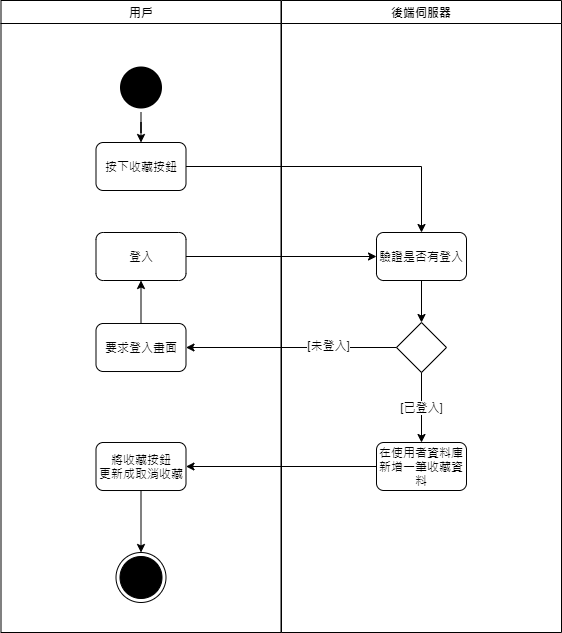 用戶
後端伺服器
按下收藏按鈕
登入
驗證是否有登入
要求登入畫面
[未登入]
[已登入]
將收藏按鈕
更新成取消收藏
在使用者資料庫
新增一筆收藏資
料